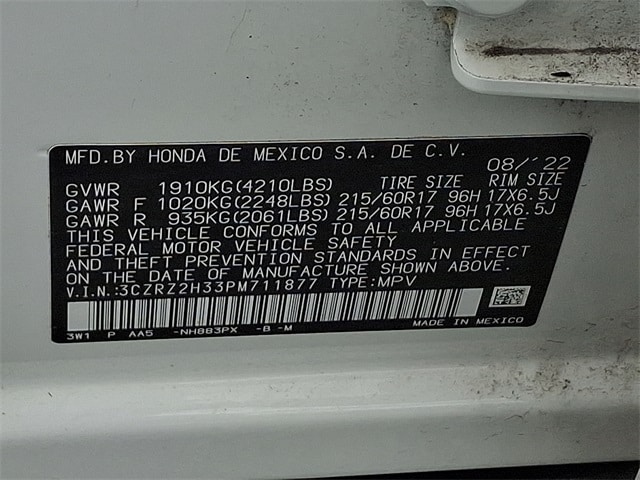 MFD.BY HONDA DE MEXICO S.A. DE C.V. 08/'22
GVWR 1910KG(4210LBS) TIRE SIZE RIM SIZE
GAWR F 1020KG(2248LBS) 215/60R17 96H 17X6.5J
GAWR R 935KG(2061LBS) 215/60R17 96H 17X6.5J
THIS VEHICLE CONFORMS TO ALL APPLICABLE
FEDERAL MOTOR VEHICLE SAFETY
AND THEFT PREVENTION STANDARDS IN EFFECT
ON THE DATE OF MANUFACTURE SHOWN ABOVE.
V.I.N.:3CZRZ2H33PM711877 TYPE:MPV
3W1 P AA5 -NH883PX -B -M MADE IN MEXICO